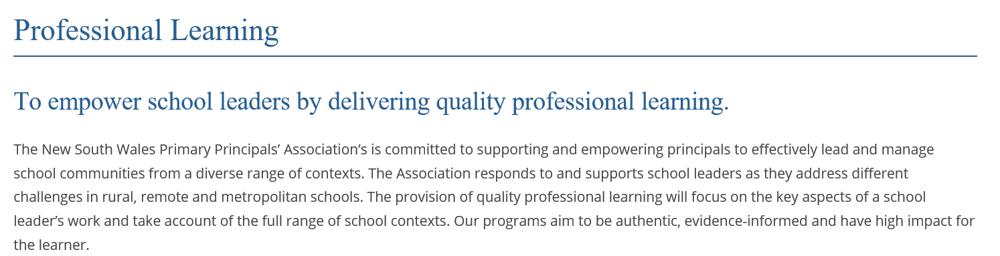 Professional Learning
To empower school leaders by delivering quality professional learning.
The New South Wales Primary Principals’ Association’s is committed to supporting and empowering principals to effectively lead and manage
school communities from a diverse range of contexts. The Association responds to and supports school leaders as they address different
challenges in rural, remote and metropolitan schools. The provision of quality professional learning will focus on the key aspects of a school
leader’s work and take account of the full range of school contexts. Our programs aim to be authentic, evidence-informed and have high impact for
the learner.